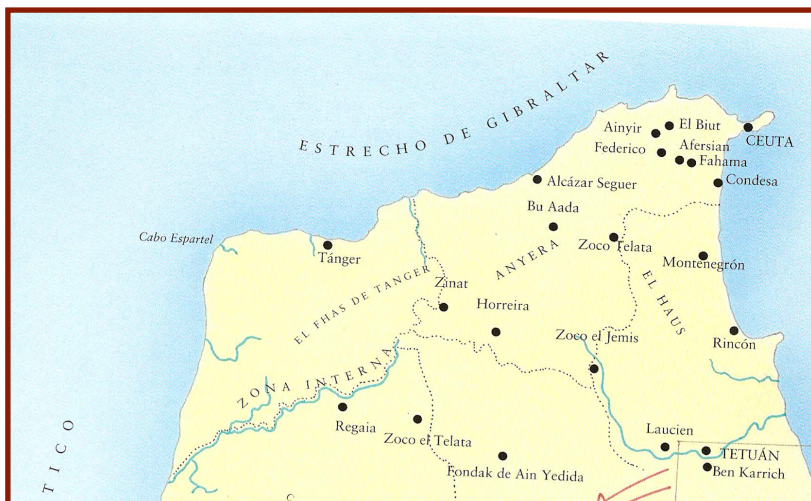 ESTRECHO DE GIBRALTAR
El Biut
Ainyir
CEUTA
Federico
Afersian
Fahama
Alcázar Seguer
Condesa
Bu Aada
Cabo Espartel
Zoco Telata
Tánger
ANYERA
Montenegrón
EL FHAS DE TANGER
Zinat
EL HAUS
Horreira
Zoco el Jemis
Rincón
ZONA INTERNA
Regaia
Zoco el Telata
Laucien
TETUÁN
Fondak de Ain Yedida
Ben Karrich
TICO